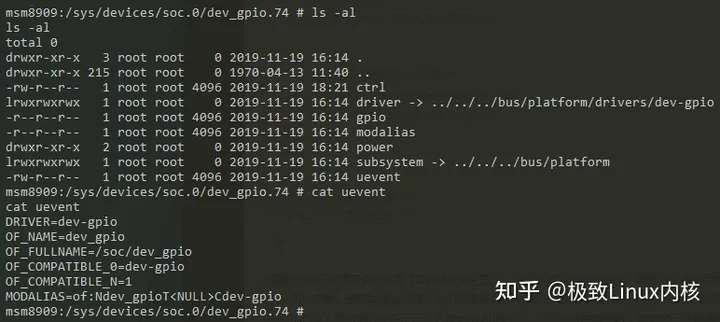 msm8909:/sys/devices/soc.0/dev_gpio.74 # ls -al
ls -al
total 0
drwxr-xr-x   3 root root    0 2019-11-19 16:14 .
drwxr-xr-x 215 root root    0 1970-04-13 11:40 ..
-rw-r--r--   1 root root 4096 2019-11-19 18:21 ctrl
lrwxrwxrwx   1 root root    0 2019-11-19 16:14 driver -> ../../../bus/platform/drivers/dev-gpio
-r--r--r--   1 root root 4096 2019-11-19 16:14 gpio
-r--r--r--   1 root root 4096 2019-11-19 16:14 modalias
drwxr-xr-x   2 root root    0 2019-11-19 16:14 power
lrwxrwxrwx   1 root root    0 2019-11-19 16:14 subsystem -> ../../../bus/platform
-rw-r--r--   1 root root 4096 2019-11-19 16:14 uevent
msm8909:/sys/devices/soc.0/dev_gpio.74 # cat uevent
cat uevent
DRIVER=dev-gpio
OF_NAME=dev_gpio
OF_FULLNAME=/soc/dev_gpio
OF_COMPATIBLE_0=dev-gpio
OF_COMPATIBLE_N=1
MODALIAS=of:Ndev_gpioT<NULL>Cdev-gpio
msm8909:/sys/devices/soc.0/dev_gpio.74 #
知乎 @极致Linux内核